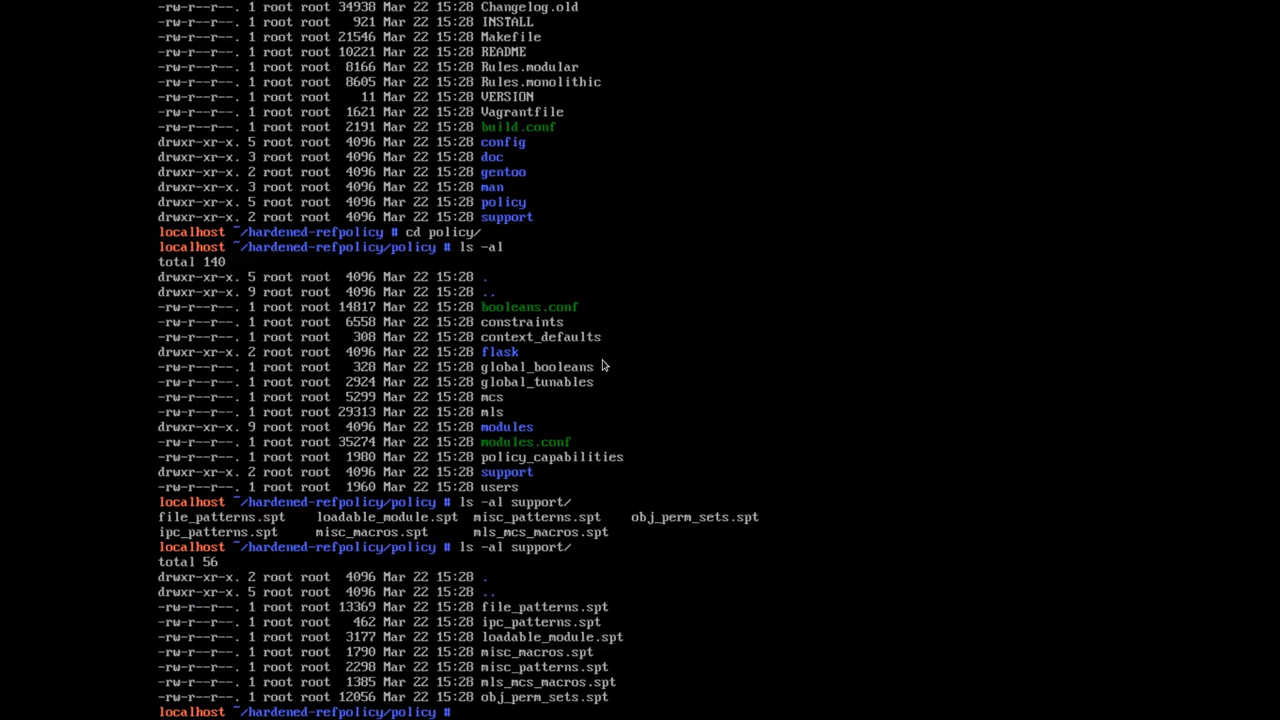 -rw-r--r--. 1 root root 34938 Mar 22 15:28 Changelog.old
-rw-r--r--. 1 root root   921 Mar 22 15:28 INSTALL
-rw-r--r--. 1 root root 21546 Mar 22 15:28 Makefile
-rw-r--r--. 1 root root 10221 Mar 22 15:28 README
-rw-r--r--. 1 root root  8166 Mar 22 15:28 Rules.modular
-rw-r--r--. 1 root root  8605 Mar 22 15:28 Rules.monolithic
-rw-r--r--. 1 root root    11 Mar 22 15:28 VERSION
-rw-r--r--. 1 root root  1621 Mar 22 15:28 Vagrantfile
-rw-r--r--. 1 root root  2191 Mar 22 15:28 build.conf
drwxr-xr-x. 5 root root  4096 Mar 22 15:28 config
drwxr-xr-x. 3 root root  4096 Mar 22 15:28 doc
drwxr-xr-x. 2 root root  4096 Mar 22 15:28 gentoo
drwxr-xr-x. 3 root root  4096 Mar 22 15:28 man
drwxr-xr-x. 5 root root  4096 Mar 22 15:28 policy
drwxr-xr-x. 2 root root  4096 Mar 22 15:28 support
localhost ~/hardened-refpolicy # cd policy/
localhost ~/hardened-refpolicy/policy # ls -al
total 140
drwxr-xr-x. 5 root root  4096 Mar 22 15:28 .
drwxr-xr-x. 9 root root  4096 Mar 22 15:28 ..
-rw-r--r--. 1 root root 14817 Mar 22 15:28 booleans.conf
-rw-r--r--. 1 root root  6558 Mar 22 15:28 constraints
-rw-r--r--. 1 root root   308 Mar 22 15:28 context_defaults
drwxr-xr-x. 2 root root  4096 Mar 22 15:28 flask
-rw-r--r--. 1 root root   328 Mar 22 15:28 global_booleans
-rw-r--r--. 1 root root  2924 Mar 22 15:28 global_tunables
-rw-r--r--. 1 root root  5299 Mar 22 15:28 mcs
-rw-r--r--. 1 root root 29313 Mar 22 15:28 mls
drwxr-xr-x. 9 root root  4096 Mar 22 15:28 modules
-rw-r--r--. 1 root root 35274 Mar 22 15:28 modules.conf
-rw-r--r--. 1 root root  1980 Mar 22 15:28 policy_capabilities
drwxr-xr-x. 2 root root  4096 Mar 22 15:28 support
-rw-r--r--. 1 root root  1960 Mar 22 15:28 users
localhost ~/hardened-refpolicy/policy # ls -al support/
file_patterns.spt    loadable_module.spt  misc_patterns.spt    obj_perm_sets.spt
ipc_patterns.spt     misc_macros.spt      mls_mcs_macros.spt
localhost ~/hardened-refpolicy/policy # ls -al support/
total 56
drwxr-xr-x. 2 root root  4096 Mar 22 15:28 .
drwxr-xr-x. 5 root root  4096 Mar 22 15:28 ..
-rw-r--r--. 1 root root 13369 Mar 22 15:28 file_patterns.spt
-rw-r--r--. 1 root root   462 Mar 22 15:28 ipc_patterns.spt
-rw-r--r--. 1 root root  3177 Mar 22 15:28 loadable_module.spt
-rw-r--r--. 1 root root  1790 Mar 22 15:28 misc_macros.spt
-rw-r--r--. 1 root root  2298 Mar 22 15:28 misc_patterns.spt
-rw-r--r--. 1 root root  1385 Mar 22 15:28 mls_mcs_macros.spt
-rw-r--r--. 1 root root 12056 Mar 22 15:28 obj_perm_sets.spt
localhost ~/hardened-refpolicy/policy #